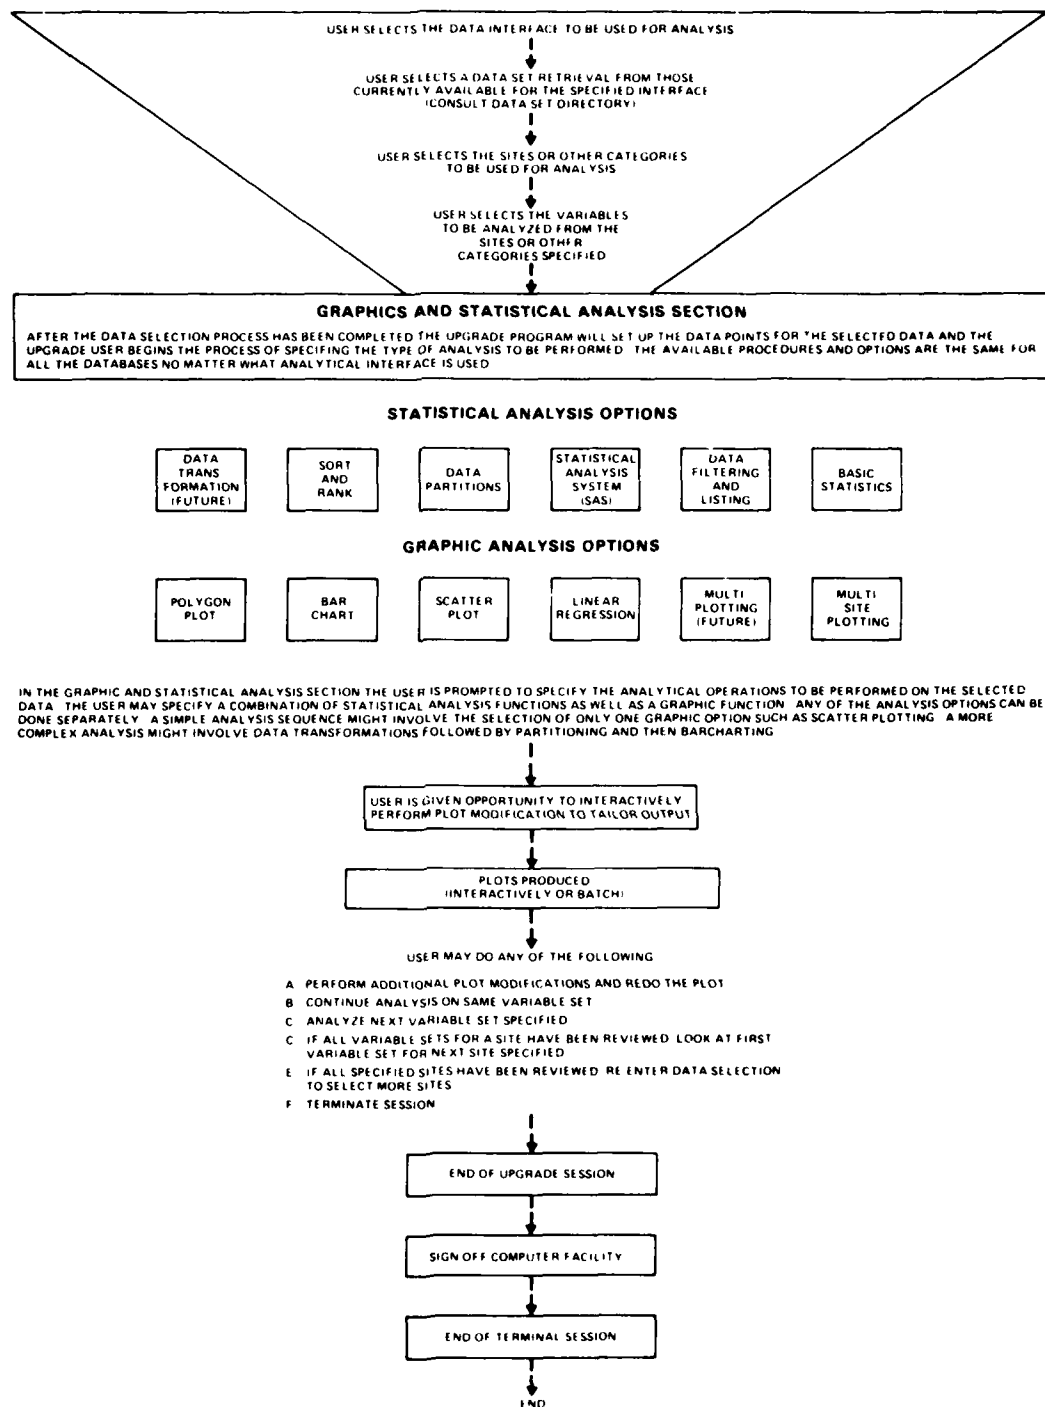 USER SELECTS THE DATA INTERFACE TO BE USED FOR ANALYSIS
USER SELECTS A DATA SET RETRIEVAL FROM THOSE
CURRENTLY AVAILABLE FOR THE SPECIFIED INTERFACE
(CONSULT DATA SET DIRECTORY)
USER SELECTS THE SITES OR OTHER CATEGORIES
TO BE USED FOR ANALYSIS
USER SELECTS THE VARIABLES
TO BE ANALYZED FROM THE
SITES OR OTHER
CATEGORIES SPECIFIED
GRAPHICS AND STATISTICAL ANALYSIS SECTION
AFTER THE DATA SELECTION PROCESS HAS BEEN COMPLETED THE UPGRADE PROGRAM WILL SET UP THE DATA POINTS FOR THE SELECTED DATA AND THE
UPGRADE USER BEGINS THE PROCESS OF SPECIFYING THE TYPE OF ANALYSIS TO BE PERFORMED THE AVAILABLE PROCEDURES AND OPTIONS ARE THE SAME FOR
ALL THE DATABASES NO MATTER WHAT ANALYTICAL INTERFACE IS USED
STATISTICAL ANALYSIS OPTIONS
DATA
TRANS
FORMATION
(FUTURE)
SORT
AND
RANK
DATA
PARTITIONS
STATISTICAL
ANALYSIS
SYSTEM
(SAS)
DATA
FILTERING
AND
LISTING
BASIC
STATISTICS
GRAPHIC ANALYSIS OPTIONS
POLYGON
PLOT
BAR
CHART
SCATTER
PLOT
LINEAR
REGRESSION
MULTI
PLOTTING
(FUTURE)
MULTI
SITE
PLOTTING
IN THE GRAPHIC AND STATISTICAL ANALYSIS SECTION THE USER IS PROMPTED TO SPECIFY THE ANALYTICAL OPERATIONS TO BE PERFORMED ON THE SELECTED
DATA THE USER MAY SPECIFY A COMBINATION OF STATISTICAL ANALYSIS FUNCTIONS AS WELL AS A GRAPHIC FUNCTION ANY OF THE ANALYSIS OPTIONS CAN BE
DONE SEPARATELY A SIMPLE ANALYSIS SEQUENCE MIGHT INVOLVE THE SELECTION OF ONLY ONE GRAPHIC OPTION SUCH AS SCATTER PLOTTING A MORE
COMPLEX ANALYSIS MIGHT INVOLVE DATA TRANSFORMATIONS FOLLOWED BY PARTITIONING AND THEN BARCHARTING
USER IS GIVEN OPPORTUNITY TO INTERACTIVELY
PERFORM PLOT MODIFICATION TO TAILOR OUTPUT
PLOTS PRODUCED
(INTERACTIVELY OR BATCH)
USER MAY DO ANY OF THE FOLLOWING
A PERFORM ADDITIONAL PLOT MODIFICATIONS AND REDO THE PLOT
B CONTINUE ANALYSIS ON SAME VARIABLE SET
C ANALYZE NEXT VARIABLE SET SPECIFIED
C IF ALL VARIABLE SETS FOR A SITE HAVE BEEN REVIEWED LOOK AT FIRST
VARIABLE SET FOR NEXT SITE SPECIFIED
E IF ALL SPECIFIED SITES HAVE BEEN REVIEWED RE ENTER DATA SELECTION
TO SELECT MORE SITES
F TERMINATE SESSION
END OF UPGRADE SESSION
SIGN OFF COMPUTER FACILITY
END OF TERMINAL SESSION
END